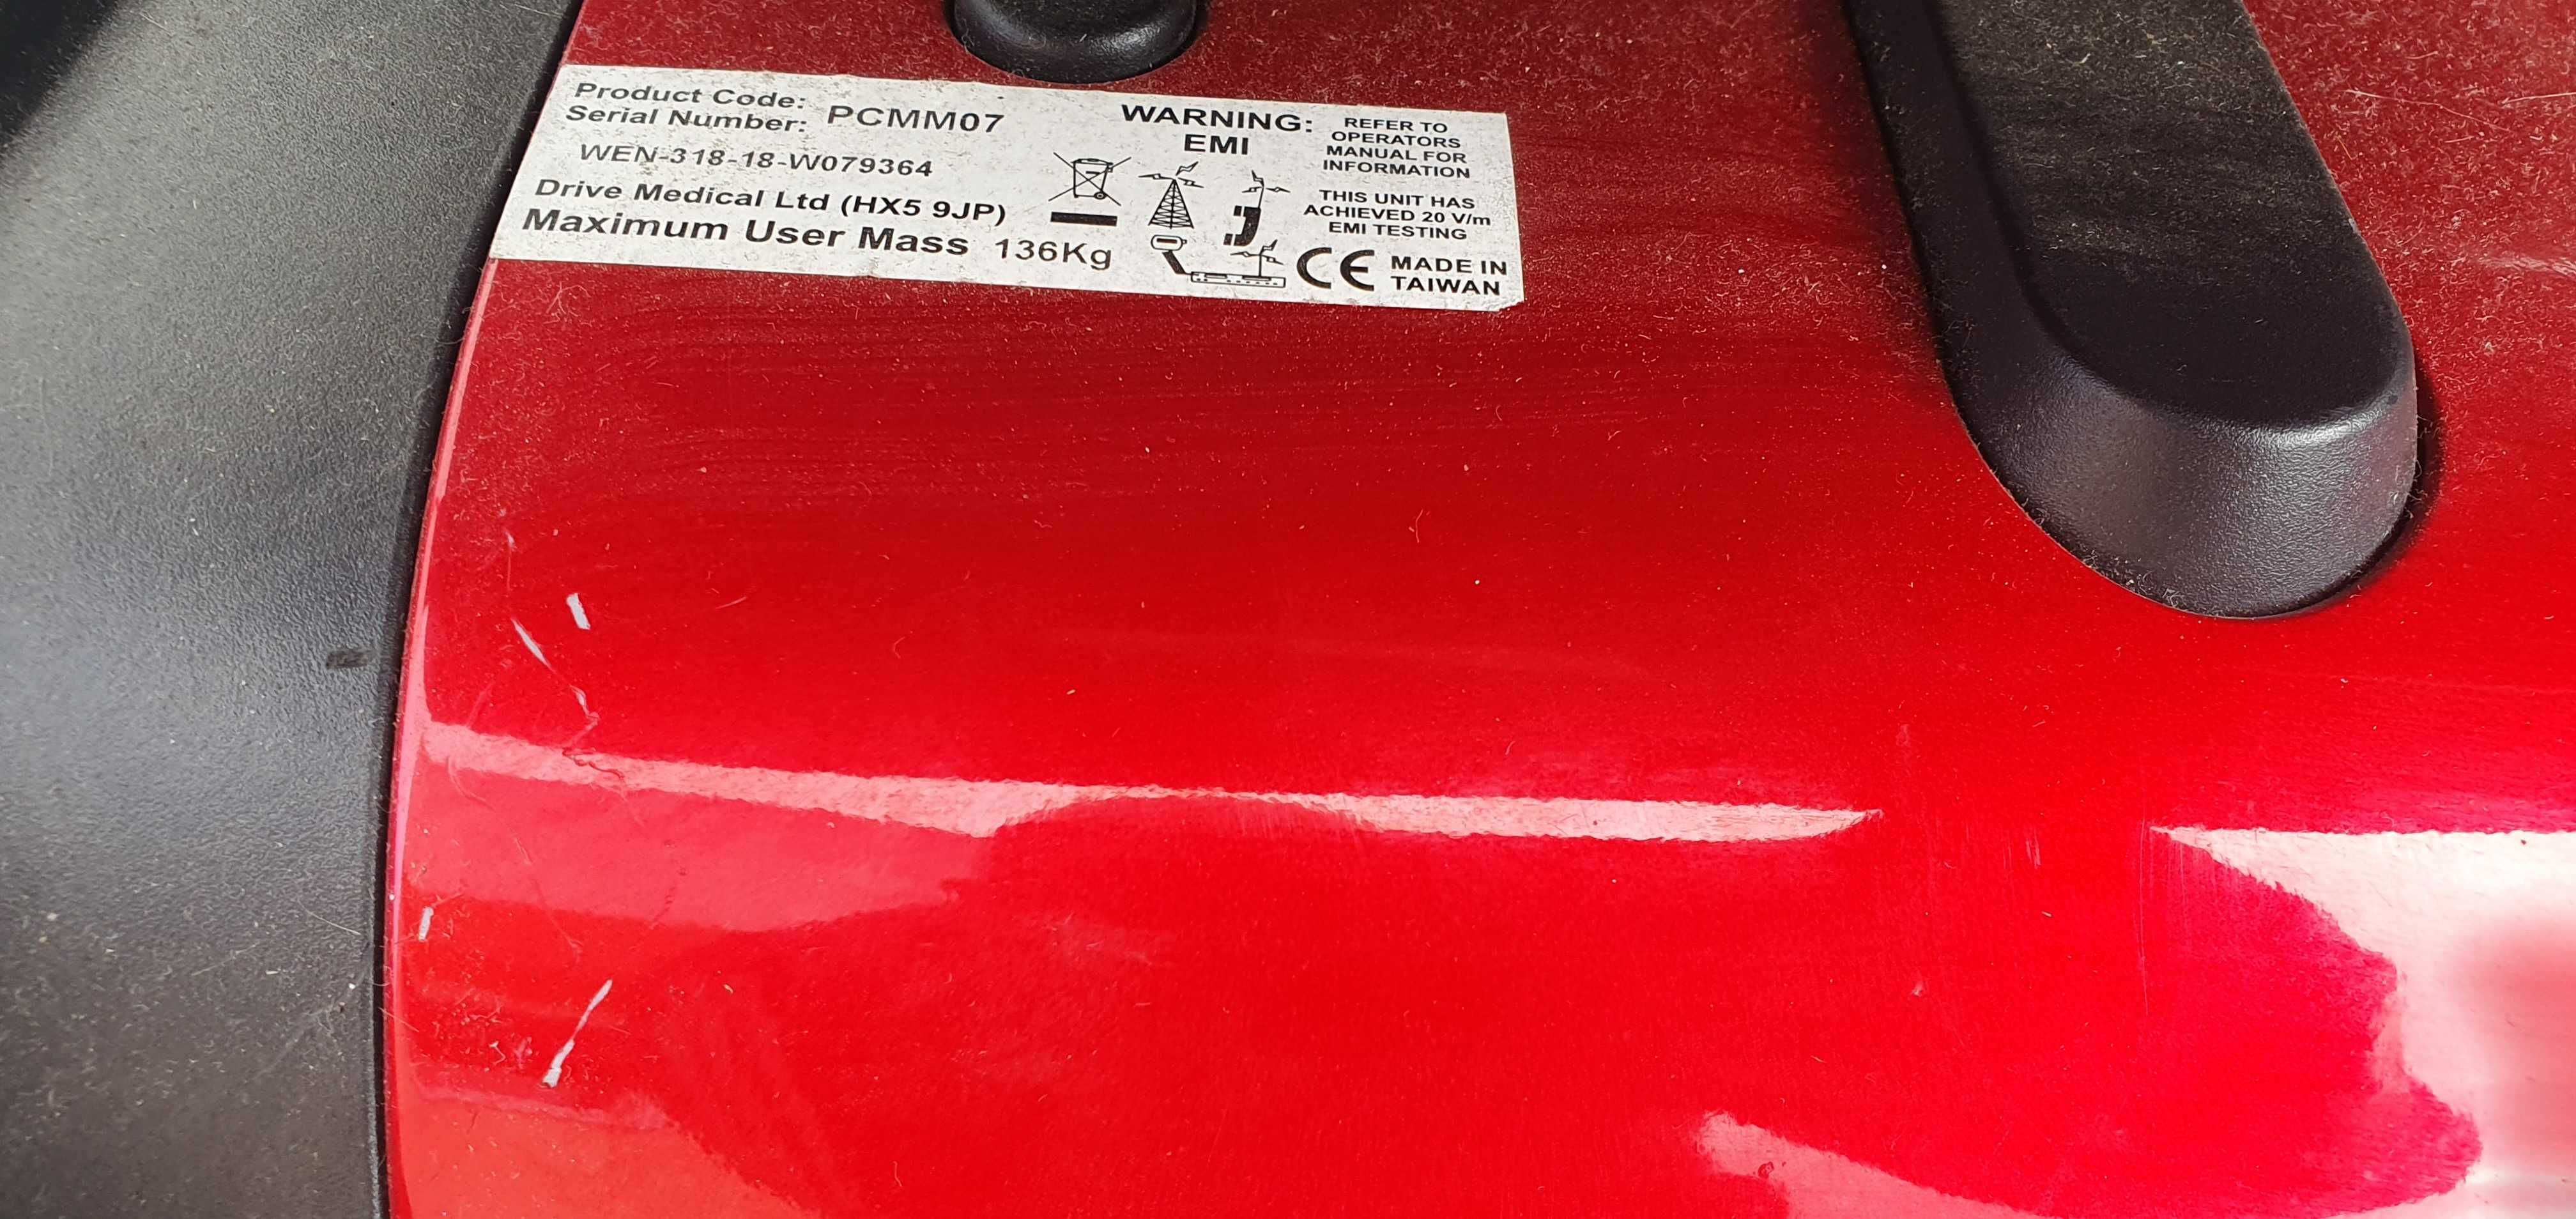 Product Code: PCMM07
Serial Number:
WEN-318-18-W079364
Drive Medical Ltd (HX5 9JP)
Maximum User Mass 136Kg
WARNING:
EMI
REFER TO
OPERATORS
MANUAL FOR
INFORMATION
THIS UNIT HAS
ACHIEVED 20 V/m
EMI TESTING
CE
MADE IN
TAIWAN